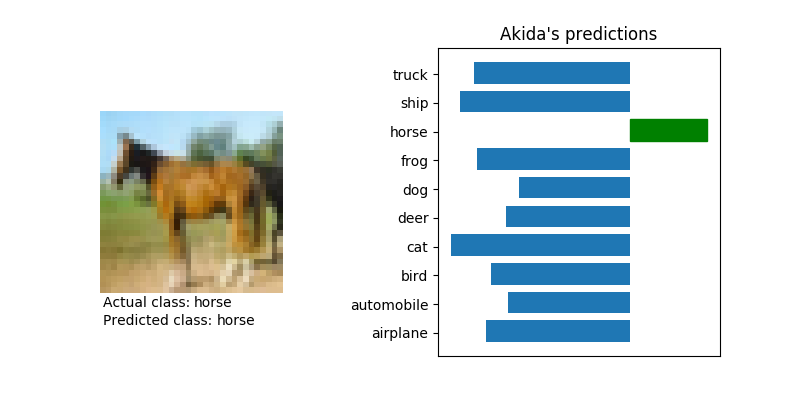 Akida's predictions
truck
ship
horse
frog
dog
deer
cat
bird
automobile
airplane
Actual class: horse
Predicted class: horse